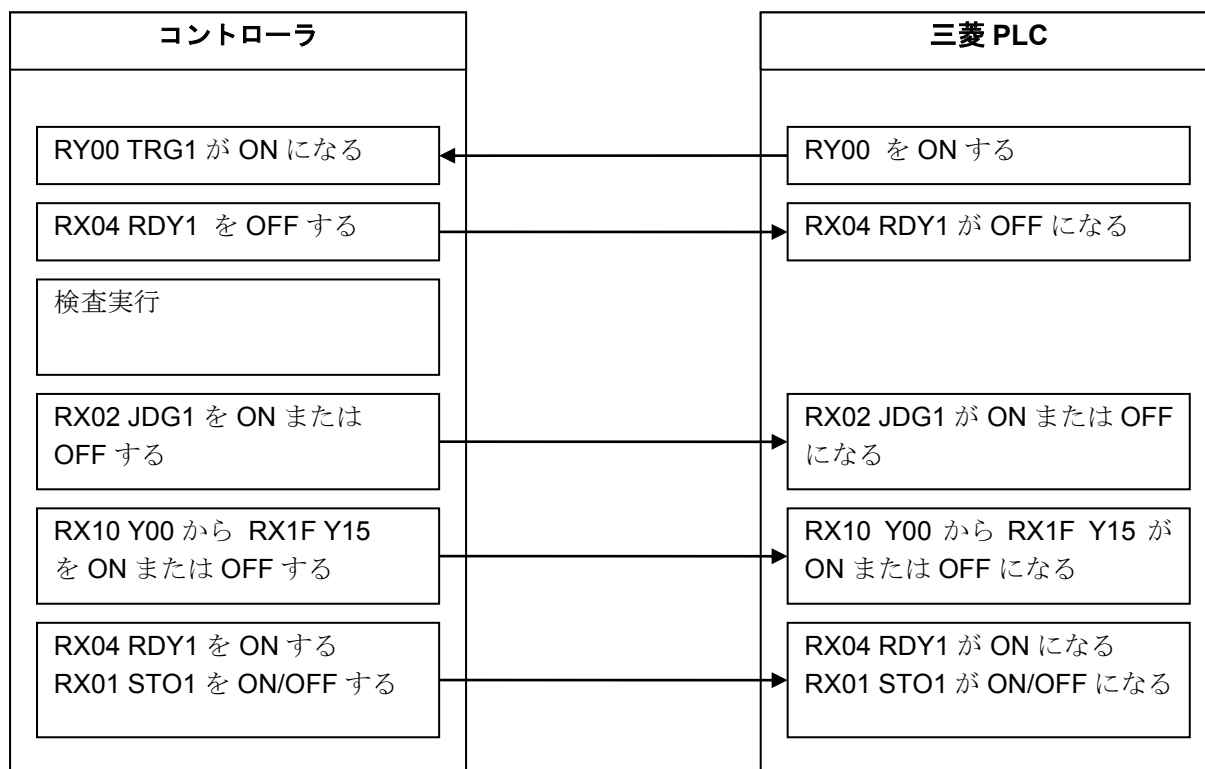 コントローラ
三菱 PLC
RY00 TRG1 が ON になる
RY00 を ON する
RX04 RDY1 を OFF する
RX04 RDY1 が OFF になる
検査実行
RX02 JDG1 を ON または
OFF する
RX02 JDG1 が ON または OFF
になる
RX10 Y00 から RX1F Y15
を ON または OFF する
RX10 Y00 から RX1F Y15 が
ON または OFF になる
RX04 RDY1 を ON する
RX01 STO1 を ON/OFF する
RX04 RDY1 が ON になる
RX01 STO1 が ON/OFF になる